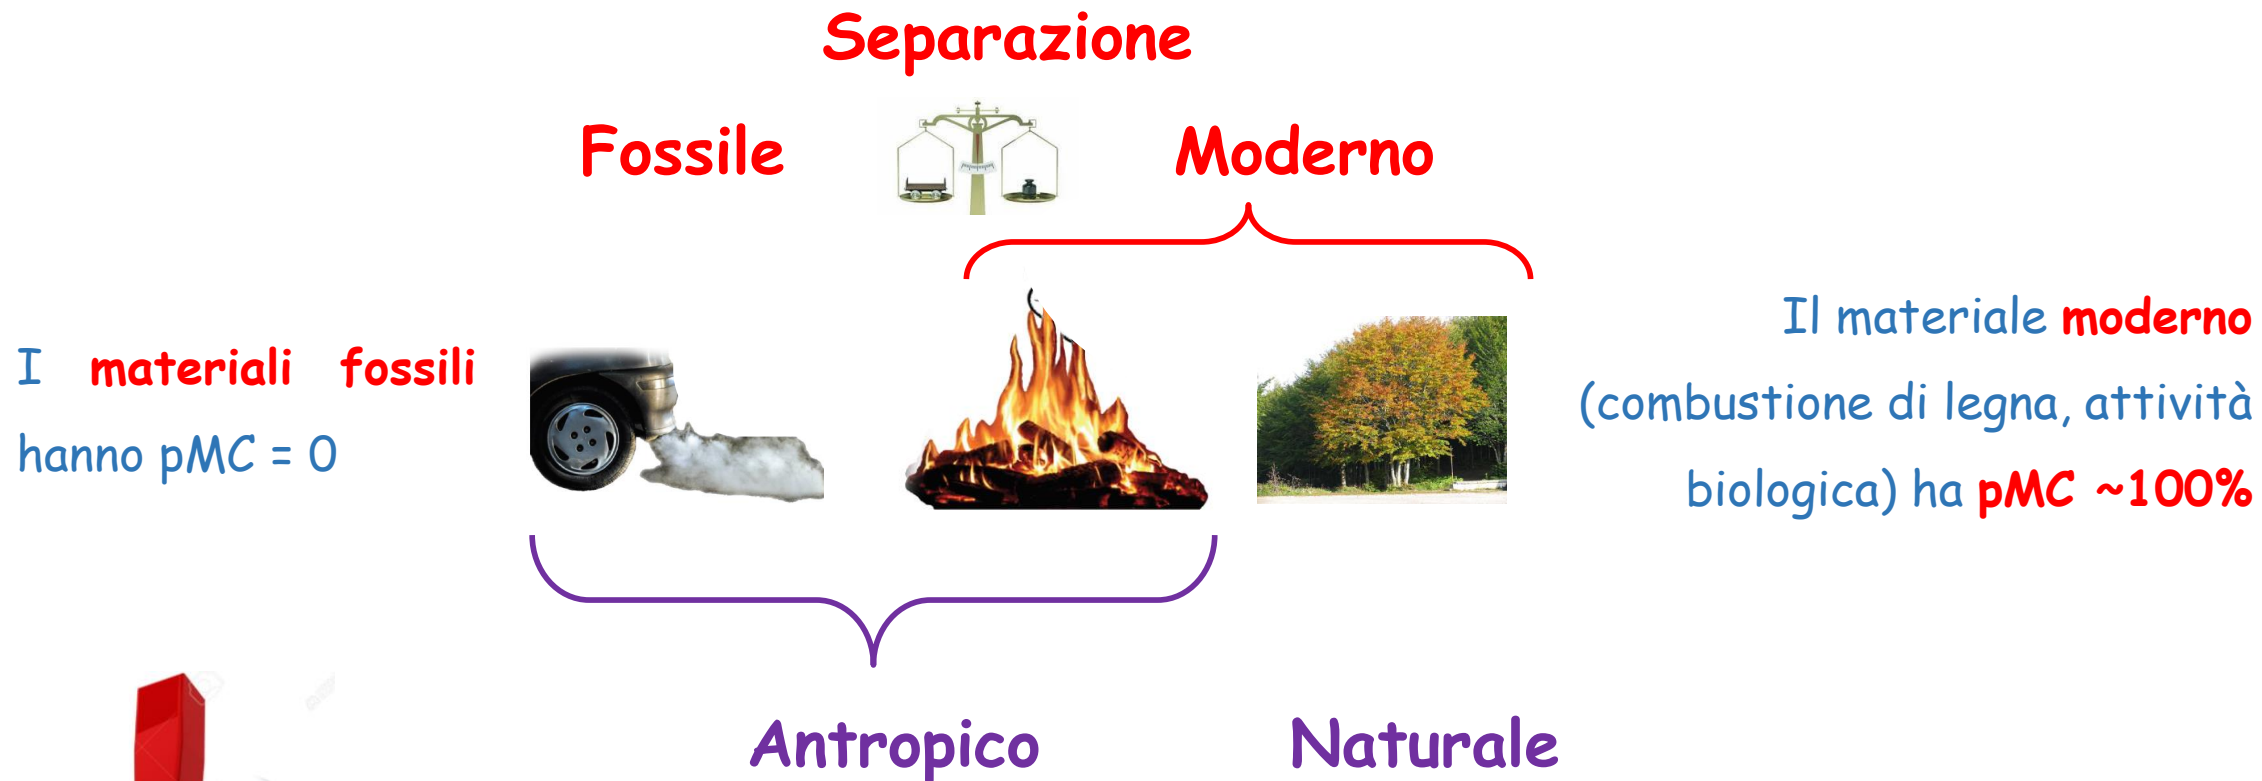 Separazione
Fossile
Moderno
I materiali fossili
hanno pMC = 0
Il materiale moderno
(combustione di legna, attività
biologica) ha pMC ~100%
Antropico
Naturale